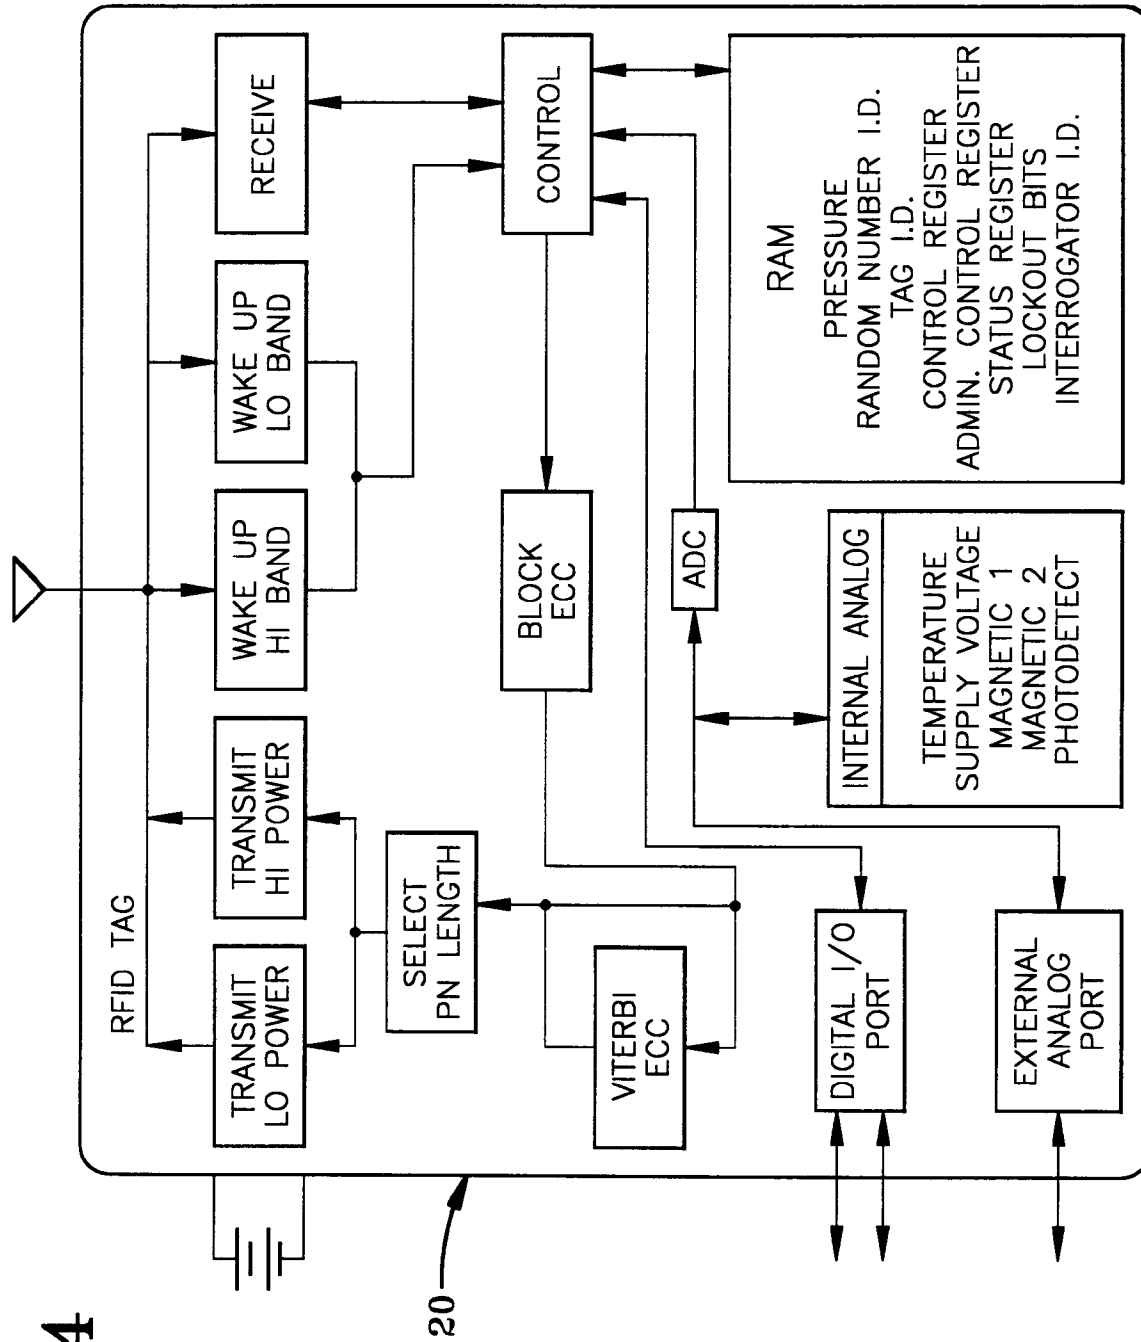 4
20
RFID TAG
TRANSMIT
LO POWER
TRANSMIT
HI POWER
WAKE UP
HI BAND
WAKE UP
LO BAND
RECEIVE
SELECT
PN LENGTH
VITERBI
ECC
BLOCK
ECC
CONTROL
ADC
DIGITAL I/O
PORT
EXTERNAL
ANALOG
PORT
INTERNAL ANALOG
TEMPERATURE
SUPPLY VOLTAGE
MAGNETIC 1
MAGNETIC 2
PHOTODETECT
RAM
PRESSURE
RANDOM NUMBER I.D.
TAG I.D.
CONTROL REGISTER
ADMIN. CONTROL REGISTER
STATUS REGISTER
LOCKOUT BITS
INTERROGATOR I.D.